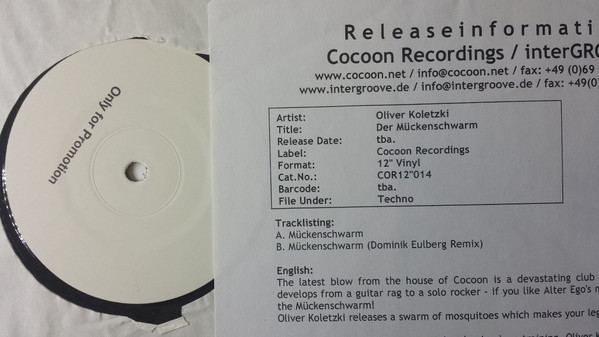 Only for Promotion
Releaseinformati
Cocoon Recordings / interGRO
www.cocoon.net / info@cocoon.net / fax: +49 (0)69
www.intergroove.de / info@intergroove.de / fax: +49(0)
Artist: Oliver Koletzki
Title: Der Mückenschwarm
Release Date: tba.
Label: Cocoon Recordings
Format: 12" Vinyl
Cat.No.: COR12"014
Barcode: tba.
File Under: Techno
Tracklisting:
A. Mückenschwarm
B. Mückenschwarm (Dominik Eulberg Remix)
English:
The latest blow from the house of Cocoon is a devastating club
develops from a guitar rag to a solo rocker - if you like Alter Ego's
the Mückenschwarm!
Oliver Koletzki releases a swarm of mosquitoes which makes your